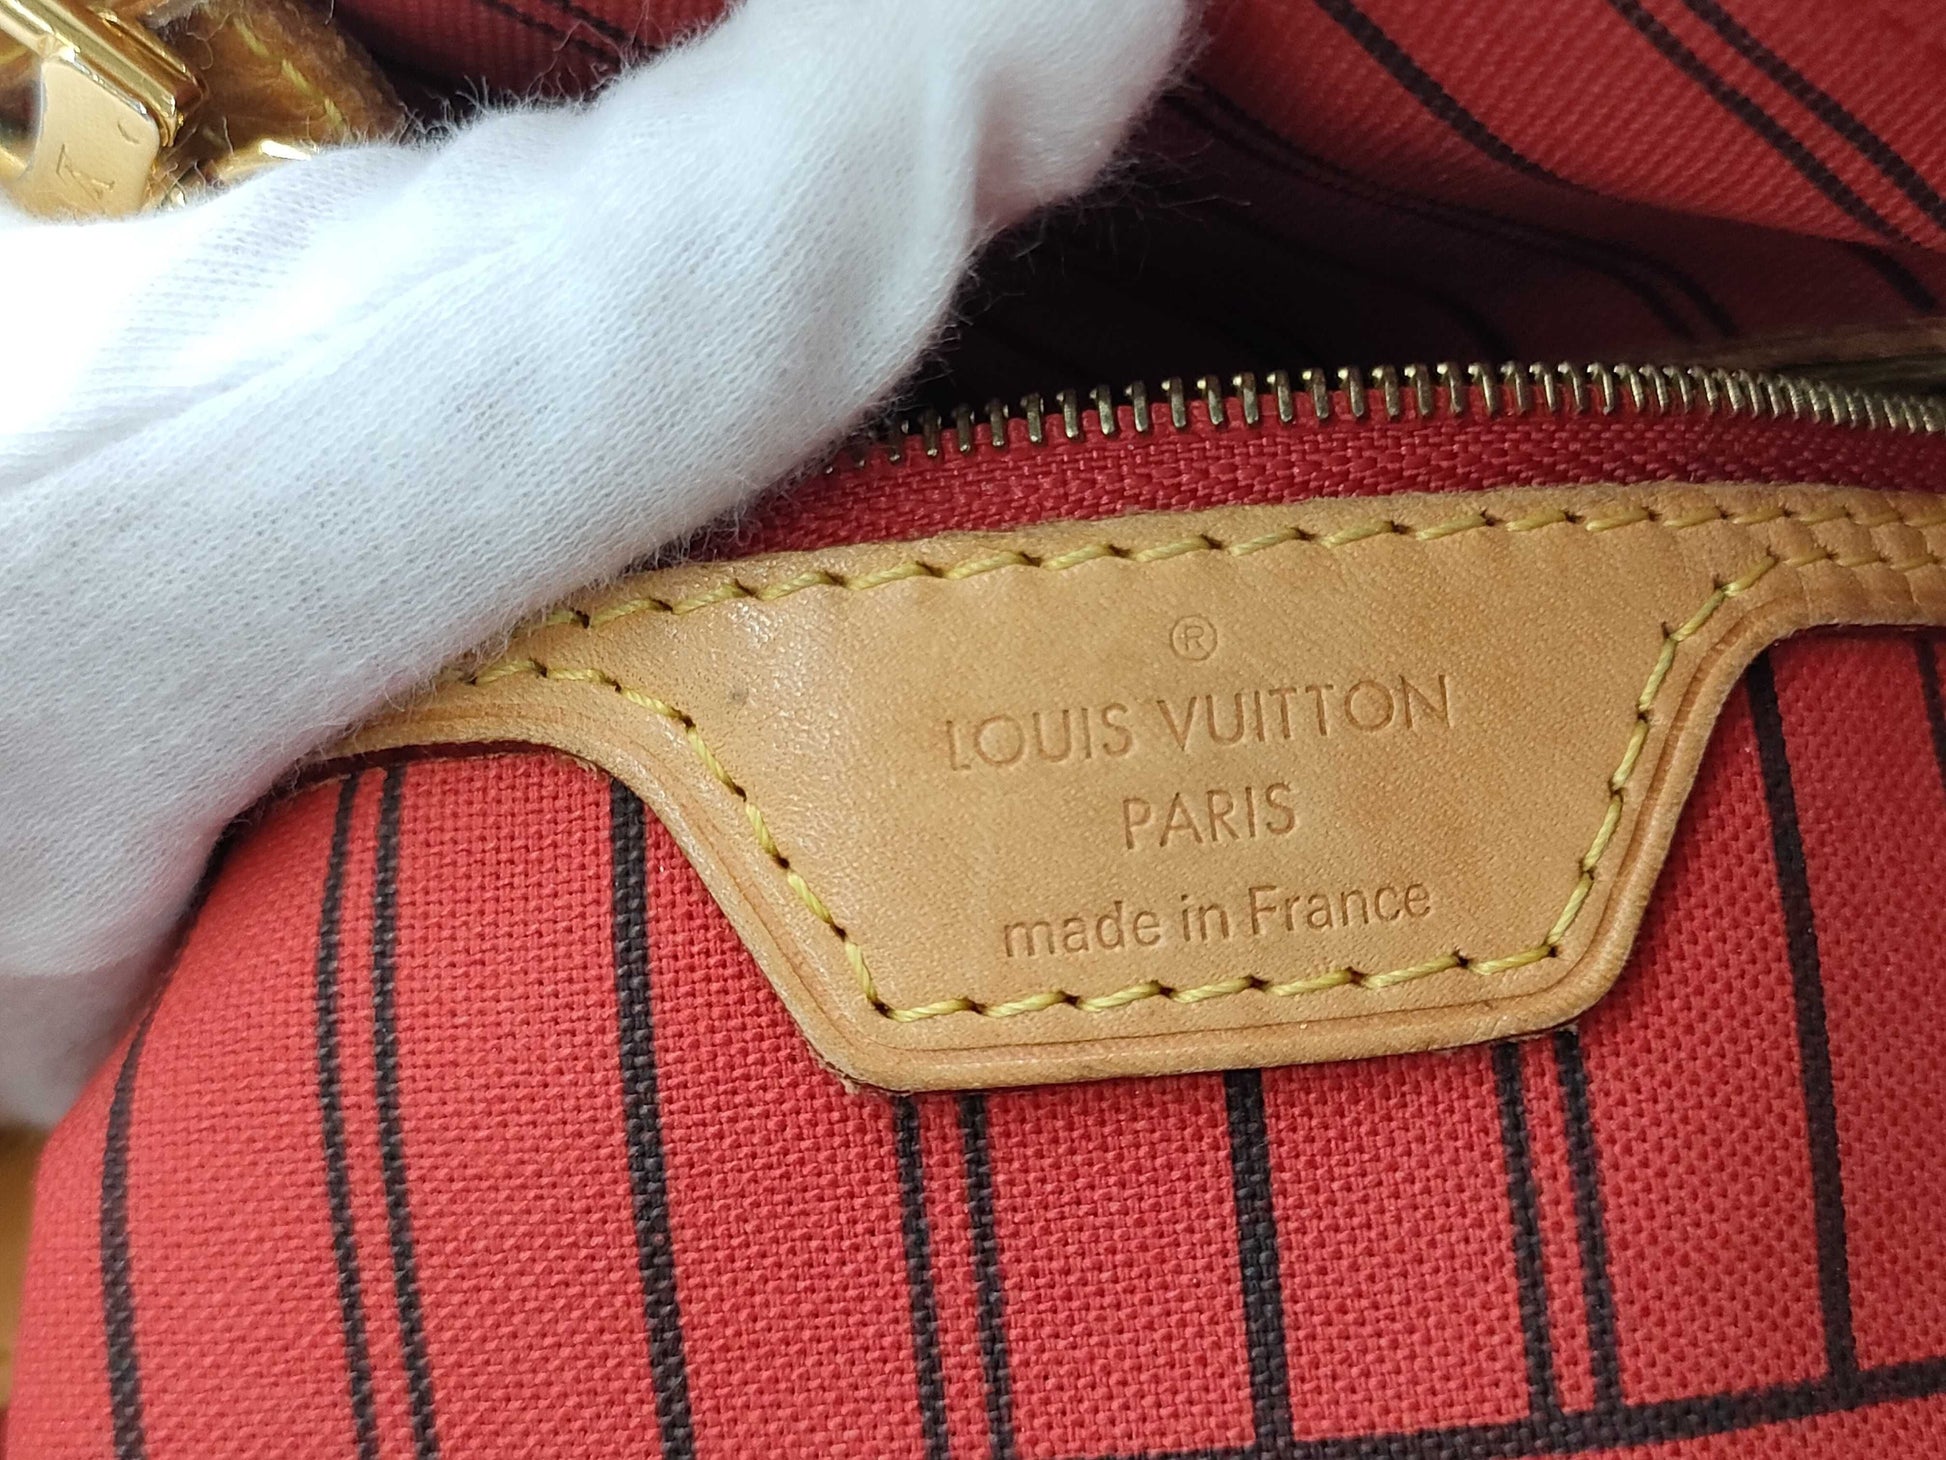 ®
LOUIS VUITTON
PARIS
made in France